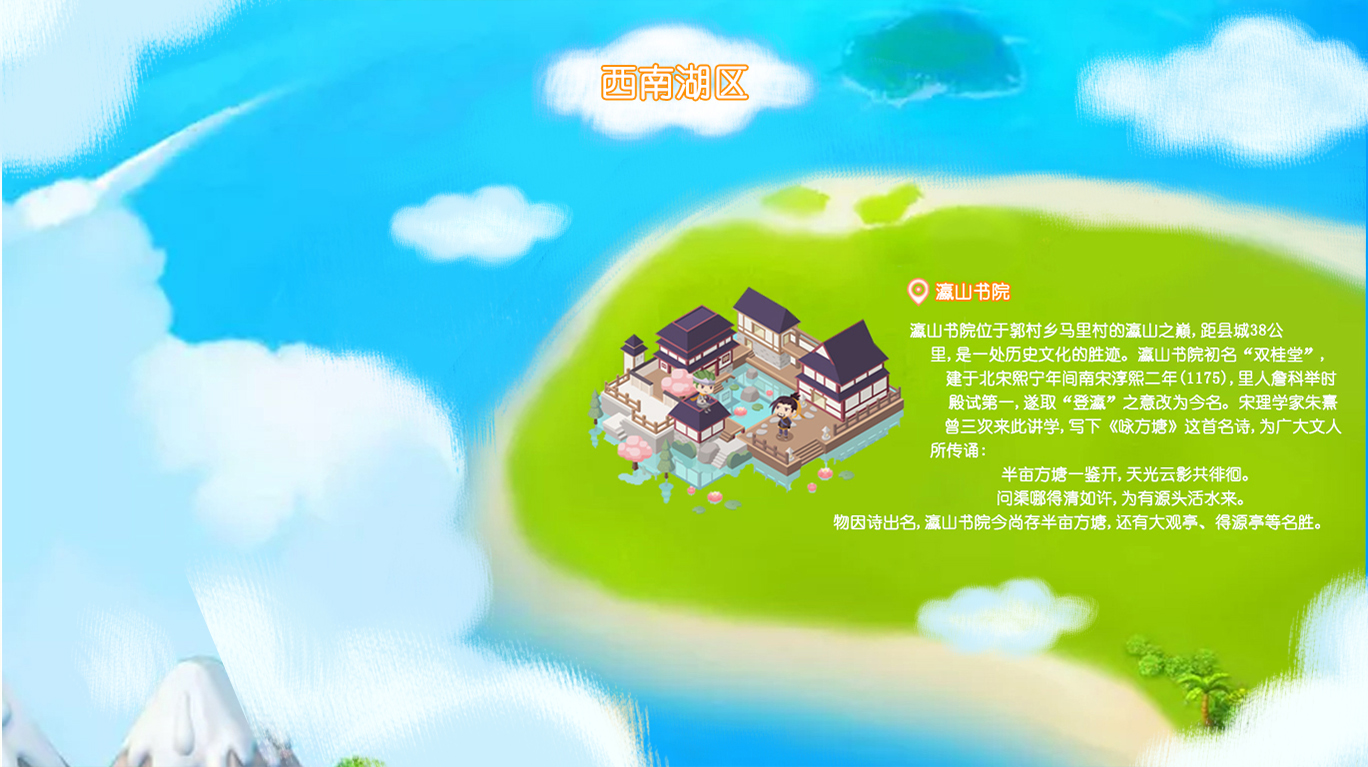 西南湖区
瀛山书院
瀛山书院位于郭村乡马里村的瀛山之巅,距县城38公
里,是一处历史文化的胜迹。瀛山书院初名“双桂堂”,
建于北宋熙宁年间南宋淳熙二年(1175),里人詹科举时
殿试第一,遂取“登瀛”之意改为今名。宋理学家朱熹
曾三次来此讲学,写下《咏方塘》这首名诗,为广大文人
所传诵:
半亩方塘一鉴开,天光云影共徘徊。
问渠哪得清如许,为有源头活水来。
物因诗出名,瀛山书院今尚存半亩方塘,还有大观亭、得源亭等名胜。